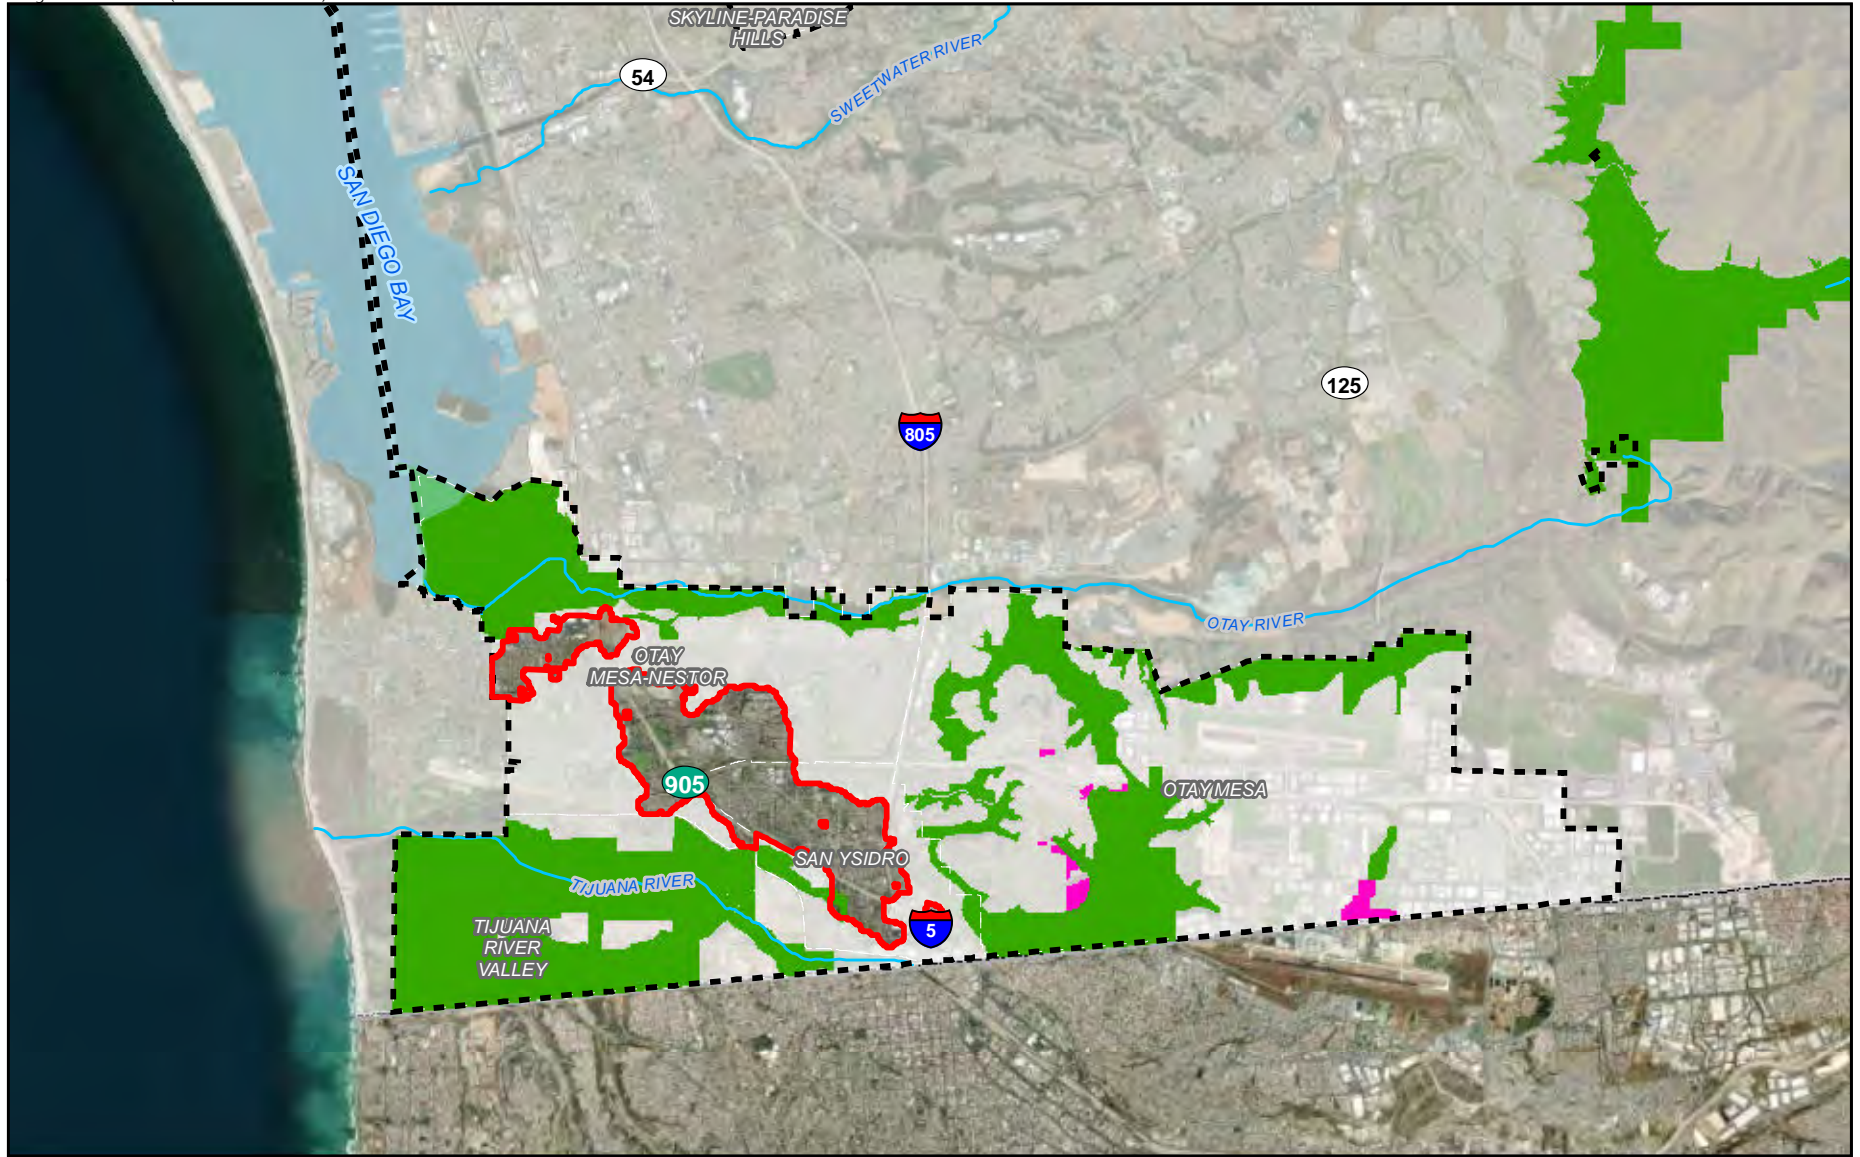 SKYLINE-PARADISE
HILLS
54
SWEETWATER RIVER
SAN DIEGO BAY
125
805
OTAY RIVER
OTAY
MESA-NESTOR
905
OTAY MESA
SAN YSIDRO
TIJUANA RIVER
TIJUANA
RIVER
VALLEY
5